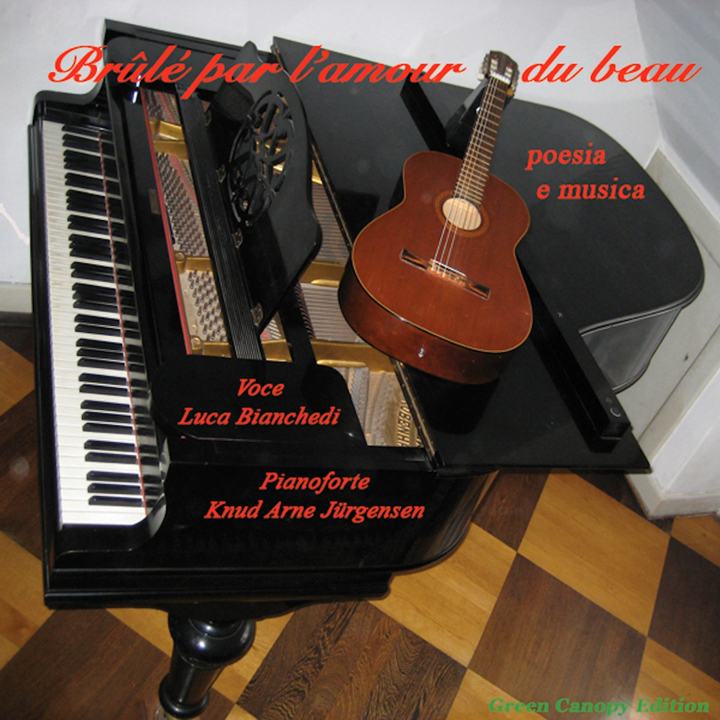 Brûlé par l'amour du beau
poesia
e musica
Voce
Luca Bianchedi
Pianoforte
Knud Arne Jürgensen
Green Canopy Edition